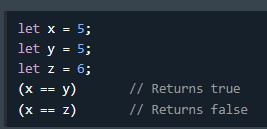 let x = 5;
let y = 5;
let z = 6;
(x == y)       // Returns true
(x == z)       // Returns false